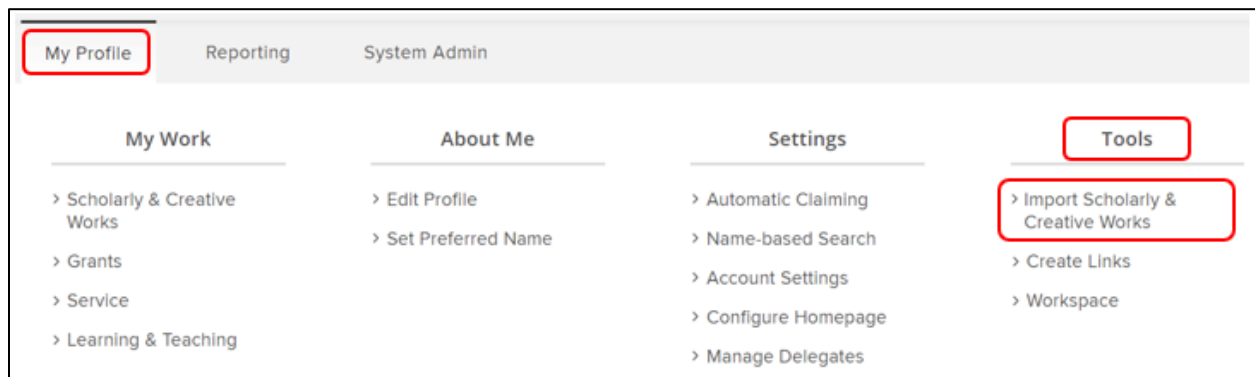 My Profile Reporting System Admin
My Work About Me Settings Tools
> Scholarly & Creative
Works
> Grants
> Service
> Learning & Teaching
> Edit Profile
> Set Preferred Name
> Automatic Claiming
> Name-based Search
> Account Settings
> Configure Homepage
> Manage Delegates
> Import Scholarly &
Creative Works
> Create Links
> Workspace